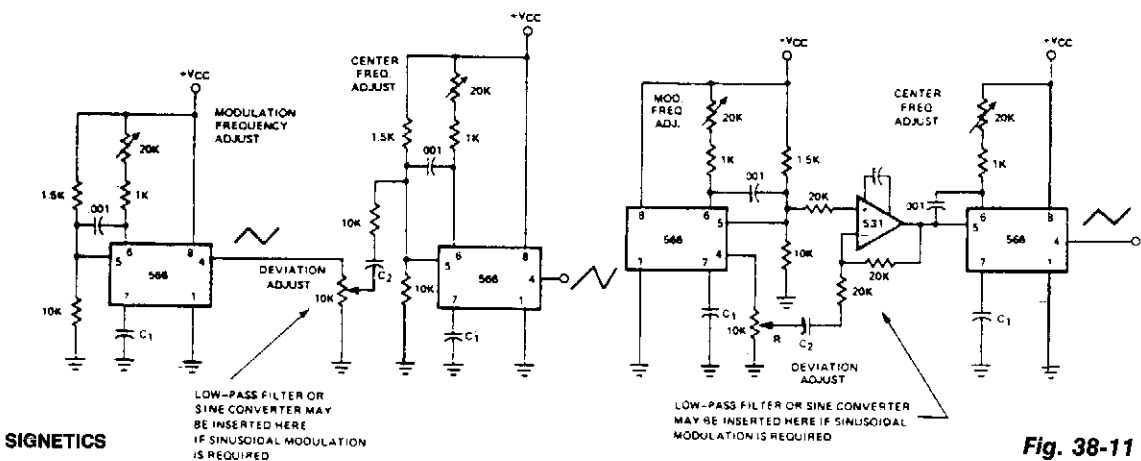 +VCC
MODULATION
FREQUENCY
ADJUST
20K
1.5K
1K
.001
6
8
5
4
566
7
1
10K
C1
DEVIATION
ADJUST
10K
LOW-PASS FILTER OR
SINE CONVERTER MAY
BE INSERTED HERE
IF SINUSOIDAL MODULATION
IS REQUIRED
+VCC
CENTER
FREQ.
ADJUST
20K
1.5K
1K
.001
10K
C2
10K
6
8
5
4
566
7
1
C1
+VCC
MOD.
FREQ
ADJ.
20K
1K
1.5K
.001
8
6
5
4
566
1
7
20K
10K
C1
10K
R
C2
DEVIATION
ADJUST
+
531
−
20K
20K
LOW-PASS FILTER OR SINE CONVERTER
MAY BE INSERTED HERE IF SINUSOIDAL
MODULATION IS REQUIRED
+VCC
CENTER
FREQ
ADJUST
20K
1K
.001
6
8
5
4
566
7
1
C1
SIGNETICS
Fig. 38-11